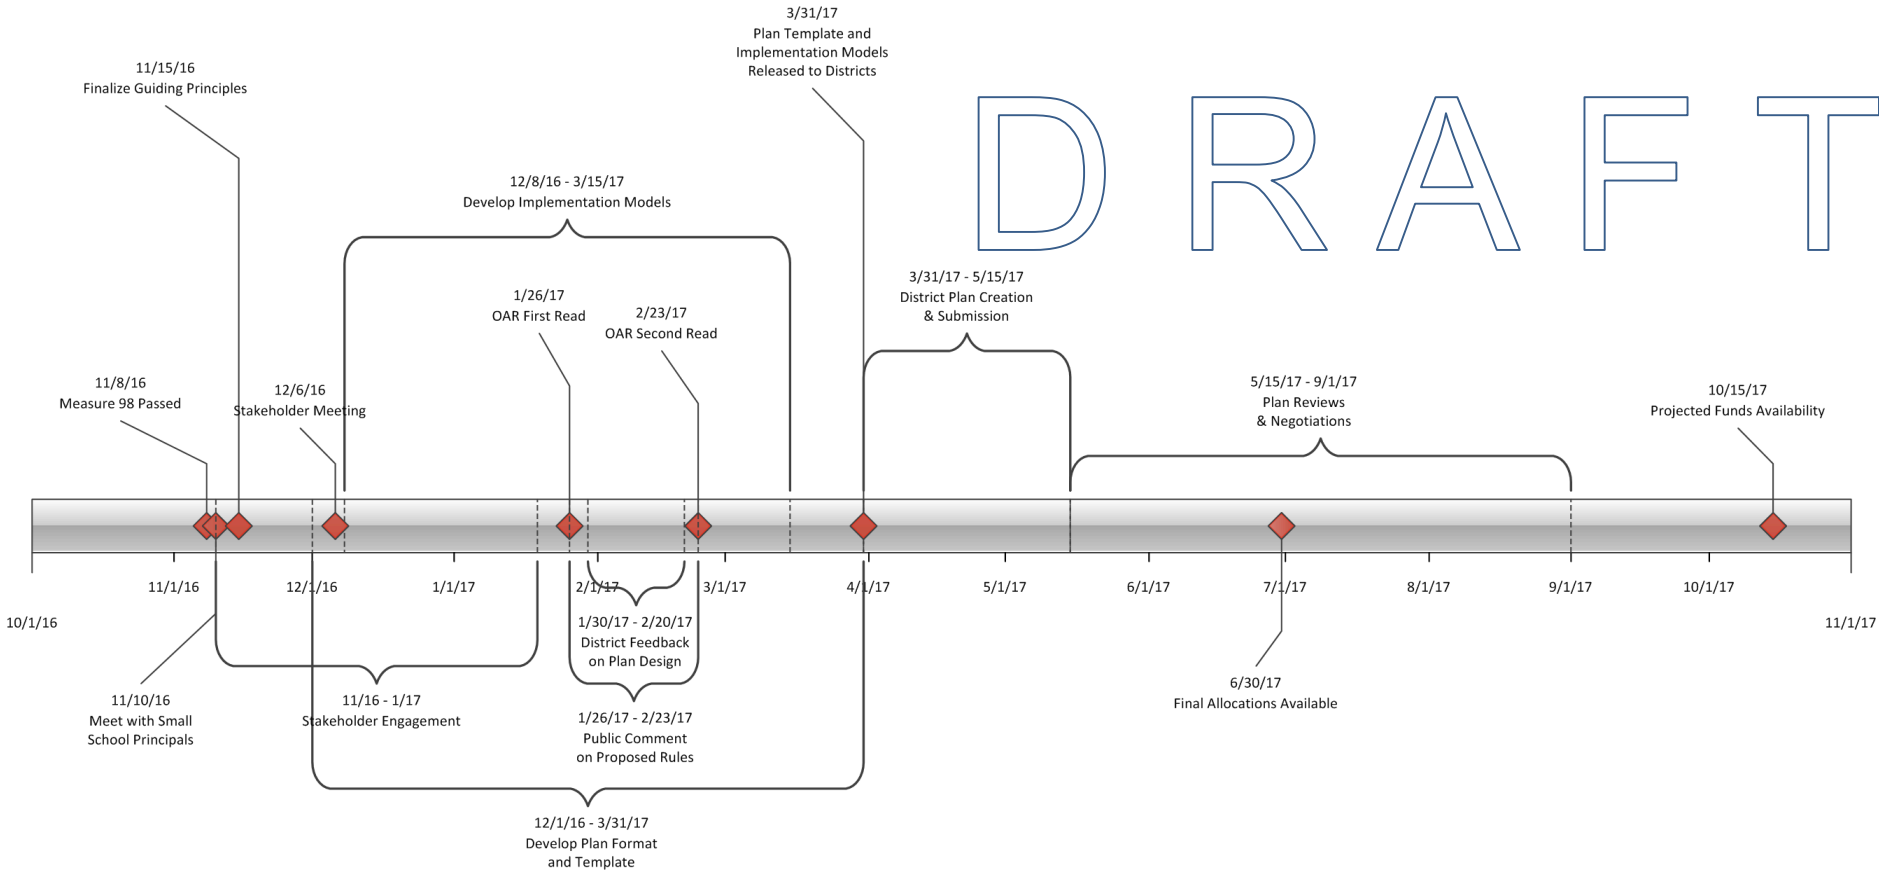 3/31/17
Plan Template and
Implementation Models
Released to Districts
11/15/16
Finalize Guiding Principles
DRAFT
12/8/16 - 3/15/17
Develop Implementation Models
3/31/17 - 5/15/17
District Plan Creation
& Submission
1/26/17
OAR First Read
2/23/17
OAR Second Read
11/8/16
Measure 98 Passed
12/6/16
Stakeholder Meeting
5/15/17 - 9/1/17
Plan Reviews
& Negotiations
10/15/17
Projected Funds Availability
11/1/16
12/1/16
1/1/17
2/1/17
3/1/17
4/1/17
5/1/17
6/1/17
7/1/17
8/1/17
9/1/17
10/1/17
10/1/16
11/1/17
1/30/17 - 2/20/17
District Feedback
on Plan Design
11/10/16
Meet with Small
School Principals
11/16 - 1/17
Stakeholder Engagement
1/26/17 - 2/23/17
Public Comment
on Proposed Rules
6/30/17
Final Allocations Available
12/1/16 - 3/31/17
Develop Plan Format
and Template